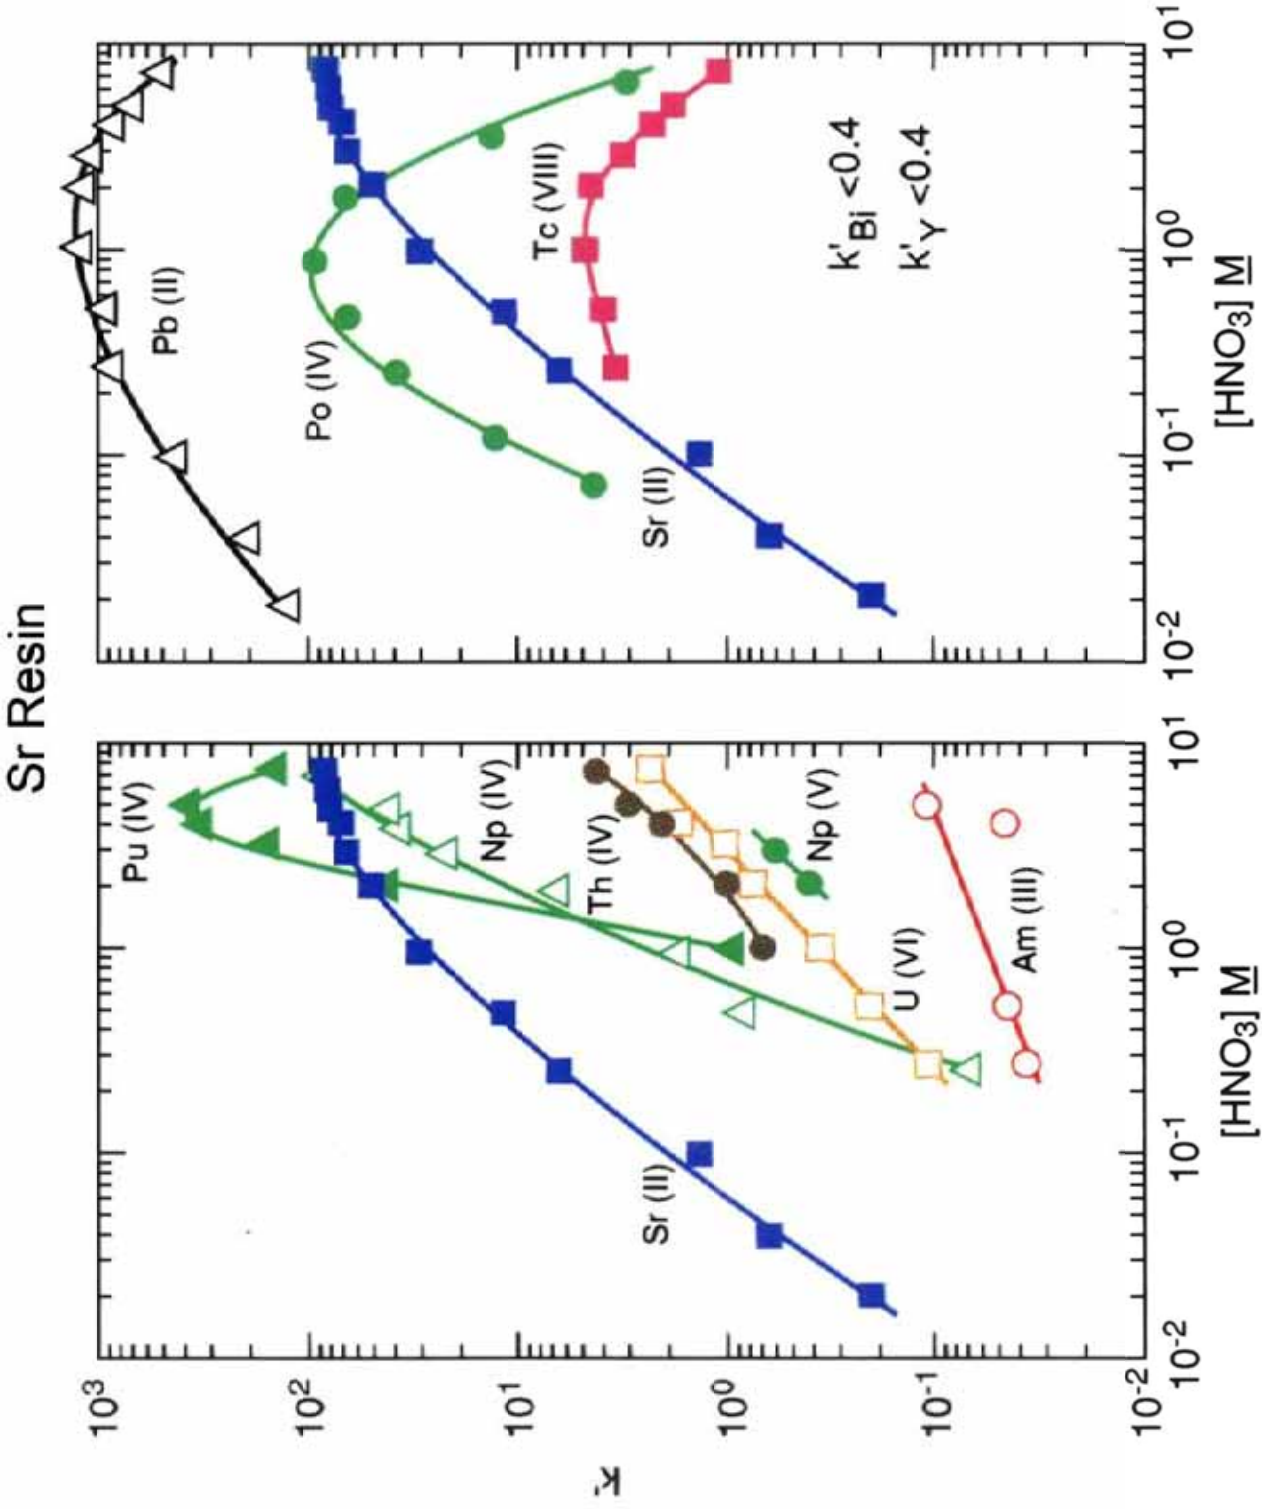 Sr Resin
10³
10²
10¹
10⁰
10⁻¹
10⁻²
k'
Pu (IV)
Np (IV)
Th (IV)
Sr (II)
Np (V)
U (VI)
Am (III)
10⁻²
10⁻¹
10⁰
10¹
[HNO₃] M
Pb (II)
Po (IV)
Tc (VIII)
Sr (II)
k'Bi <0.4
k'Y <0.4
10⁻²
10⁻¹
10⁰
10¹
[HNO₃] M